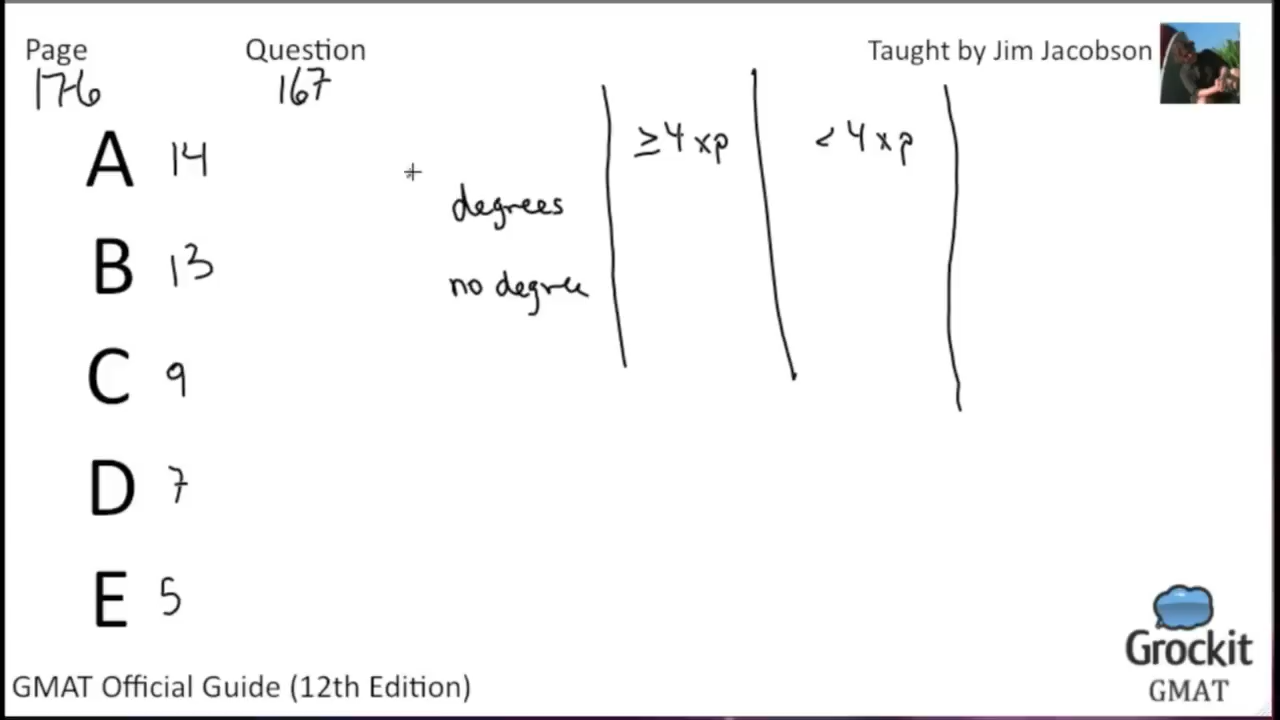 Page
Question
Taught by Jim Jacobson
176
167
A 14
B 13
C 9
D 7
E 5
≥4 xp
< 4 xp
degrees
no degree
Grockit
GMAT
GMAT Official Guide (12th Edition)